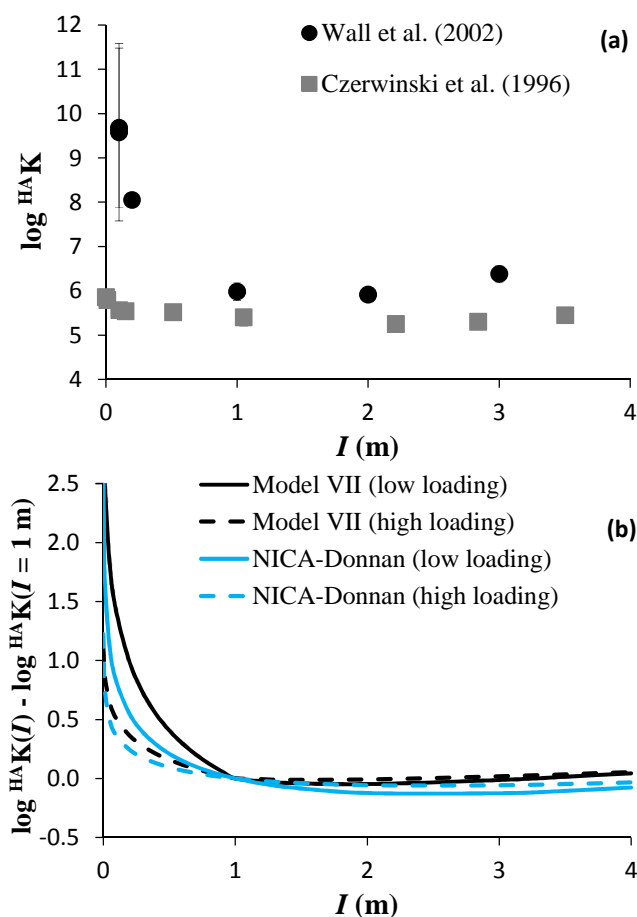 12
11
10
9
8
7
6
5
4
log ᴴᴬK
Wall et al. (2002)
Czerwinski et al. (1996)
(a)
0 1 2 3 4
I (m)
Model VII (low loading)
Model VII (high loading)
NICA-Donnan (low loading)
NICA-Donnan (high loading)
(b)
2.5
2.0
1.5
1.0
0.5
0.0
-0.5
log ᴴᴬK(I) - log ᴴᴬK(I = 1 m)
0 1 2 3 4
I (m)